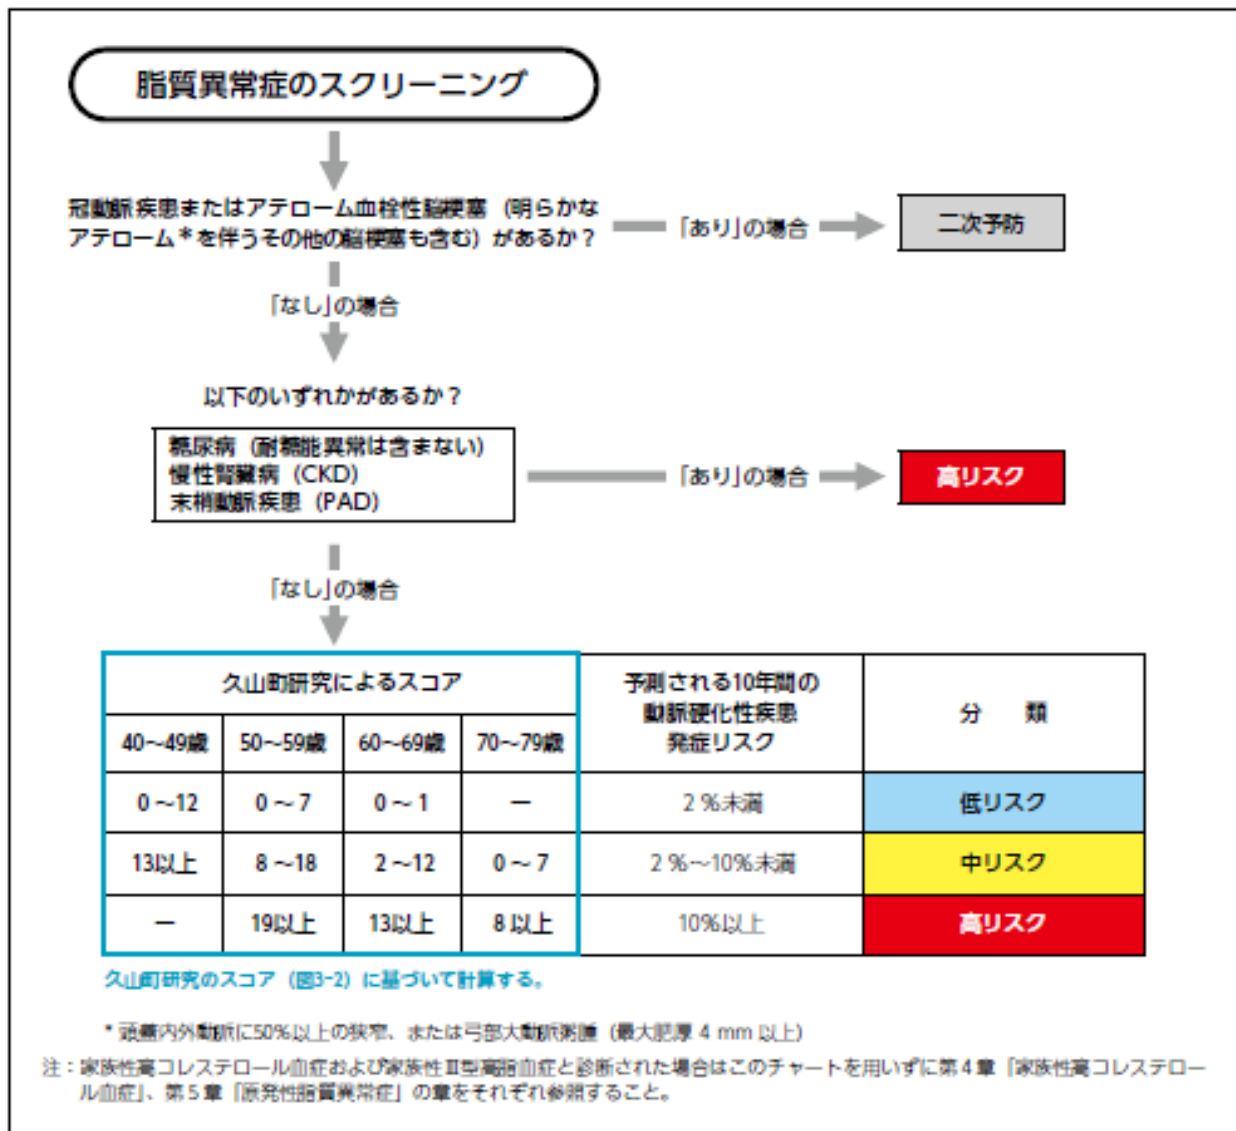 脂質異常症のスクリーニング
冠動脈疾患またはアテローム血栓性脳梗塞（明らかな
アテローム＊を伴うその他の脳梗塞も含む）があるか？
「あり」の場合
二次予防
「なし」の場合
以下のいずれかがあるか？
糖尿病（耐糖能異常は含まない）
慢性腎臓病（CKD）
末梢動脈疾患（PAD）
「あり」の場合
高リスク
「なし」の場合
久山町研究によるスコア
予測される10年間の
動脈硬化性疾患
発症リスク
分　類
40～49歳 50～59歳 60～69歳 70～79歳
0～12 0～7 0～1 － 2％未満 低リスク
13以上 8～18 2～12 0～7 2％～10％未満 中リスク
－ 19以上 13以上 8以上 10％以上 高リスク
久山町研究のスコア（図3-2）に基づいて計算する。
＊頭蓋内外動脈に50％以上の狭窄、または弓部大動脈粥腫（最大肥厚 4 mm 以上）
注：家族性高コレステロール血症および家族性Ⅲ型高脂血症と診断された場合はこのチャートを用いずに第4章「家族性高コレステロー
ル血症」、第5章「原発性脂質異常症」の章をそれぞれ参照すること。